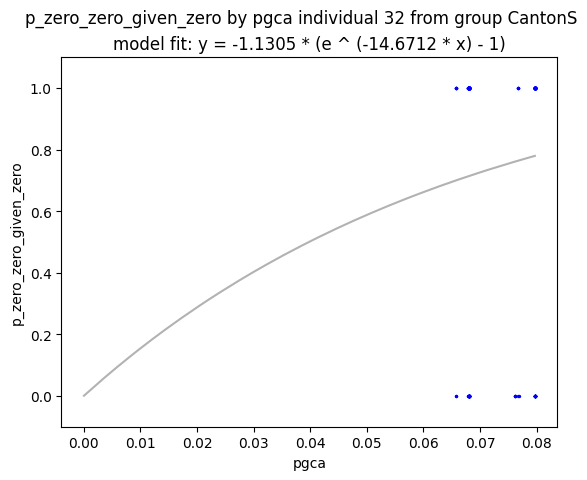 p_zero_zero_given_zero by pgca individual 32 from group CantonS
model fit: y = -1.1305 * (e ^ (-14.6712 * x) - 1)
p_zero_zero_given_zero
1.0
0.8
0.6
0.4
0.2
0.0
0.00 0.01 0.02 0.03 0.04 0.05 0.06 0.07 0.08
pgca